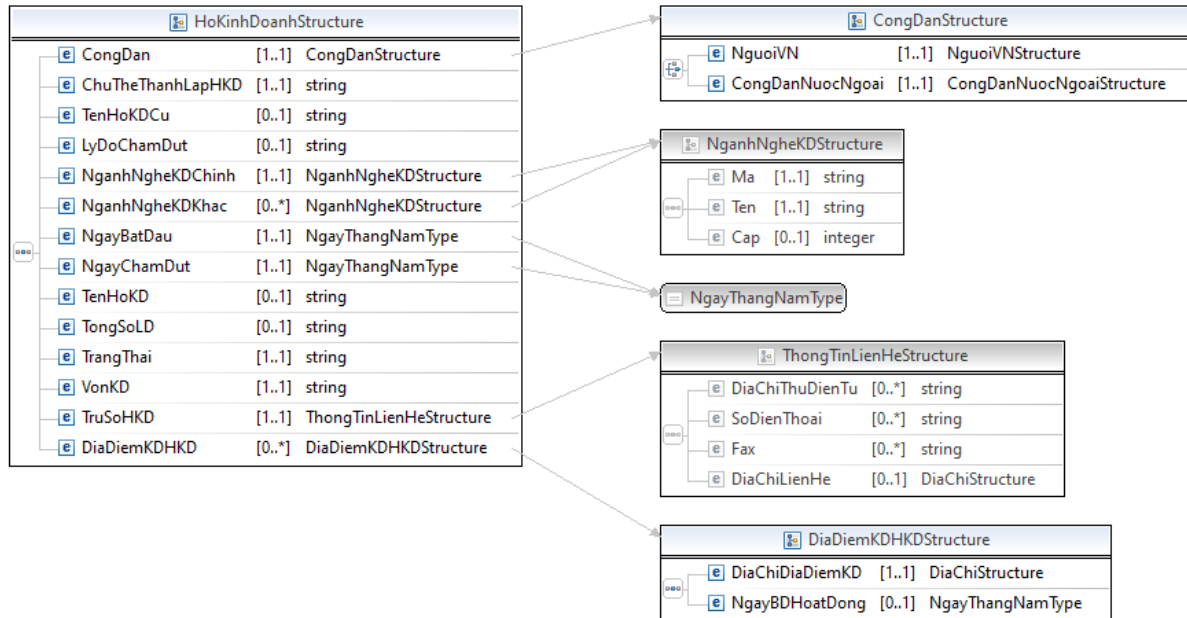 HoKinhDoanhStructure
CongDan [1..1] CongDanStructure
ChuTheThanhLapHKD [1..1] string
TenHoKDCu [0..1] string
LyDoChamDut [0..1] string
NganhNgheKDChinh [1..1] NganhNgheKDStructure
NganhNgheKDKhac [0..*] NganhNgheKDStructure
NgayBatDau [1..1] NgayThangNamType
NgayChamDut [1..1] NgayThangNamType
TenHoKD [0..1] string
TongSoLD [0..1] string
TrangThai [1..1] string
VonKD [1..1] string
TruSoHKD [1..1] ThongTinLienHeStructure
DiaDiemKDHKD [0..*] DiaDiemKDHKDStructure
CongDanStructure
NguoiVN [1..1] NguoiVNStructure
CongDanNuocNgoai [1..1] CongDanNuocNgoaiStructure
NganhNgheKDStructure
Ma [1..1] string
Ten [1..1] string
Cap [0..1] integer
NgayThangNamType
ThongTinLienHeStructure
DiaChiThuDienTu [0..*] string
SoDienThoai [0..*] string
Fax [0..*] string
DiaChiLienHe [0..1] DiaChiStructure
DiaDiemKDHKDStructure
DiaChiDiaDiemKD [1..1] DiaChiStructure
NgayBDHoatDong [0..1] NgayThangNamType